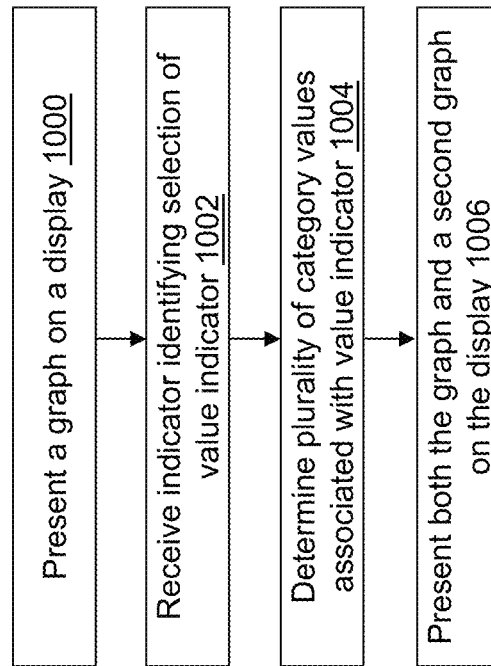 Present a graph on a display 1000
Receive indicator identifying selection of
value indicator 1002
Determine plurality of category values
associated with value indicator 1004
Present both the graph and a second graph
on the display 1006